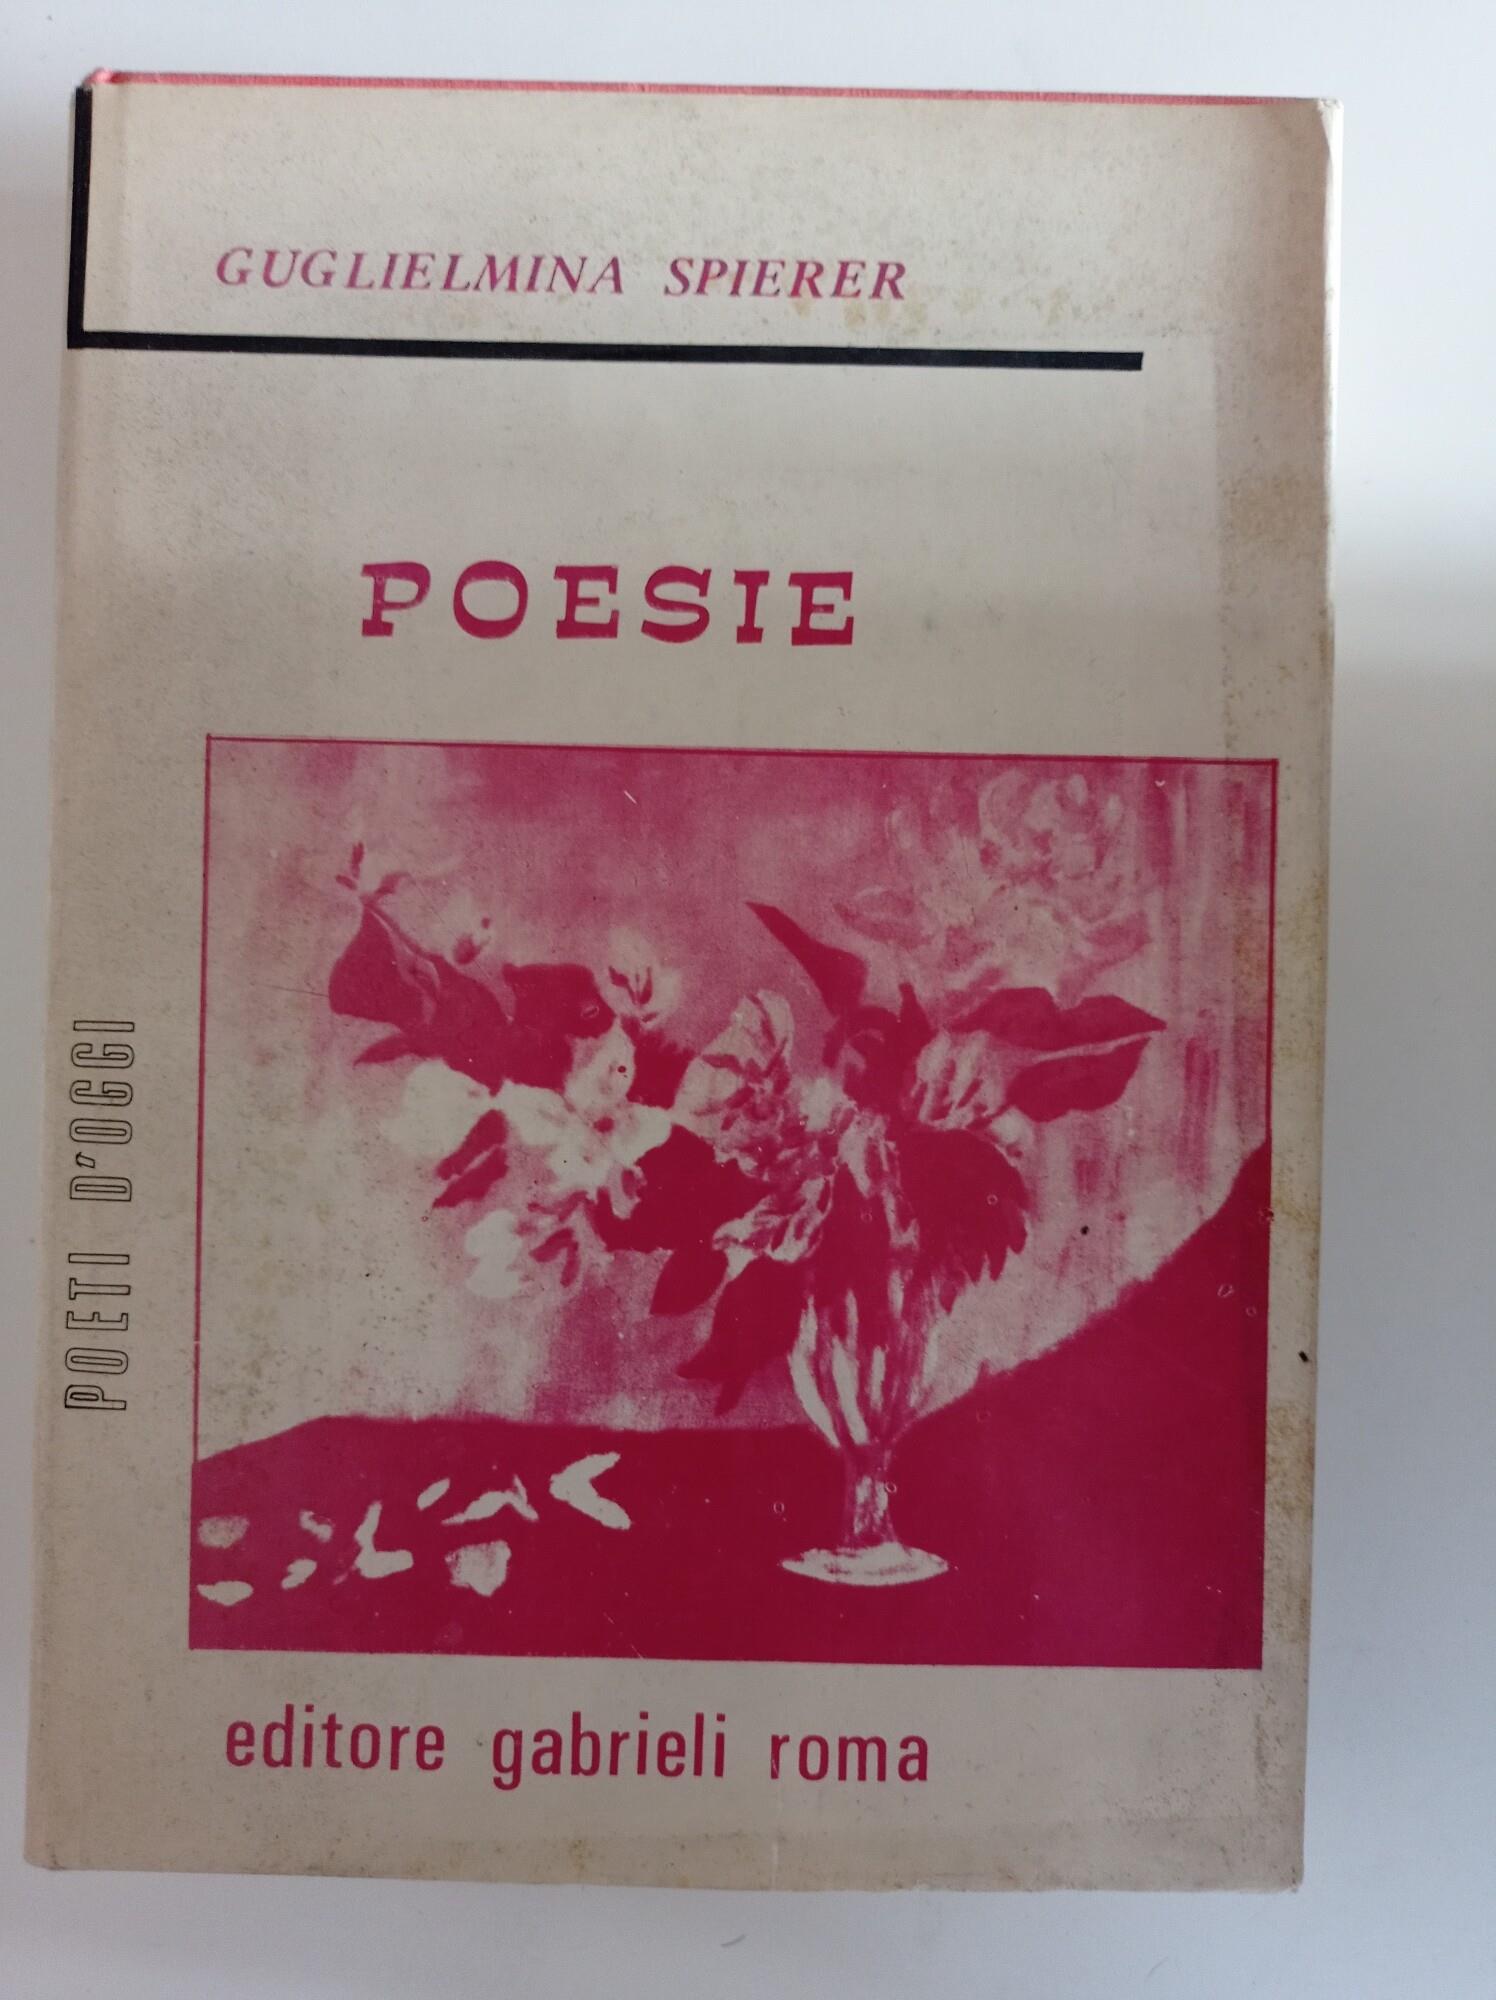 GUGLIELMINA SPIERER
POESIE
POETI D'OGGI
editore gabrieli roma